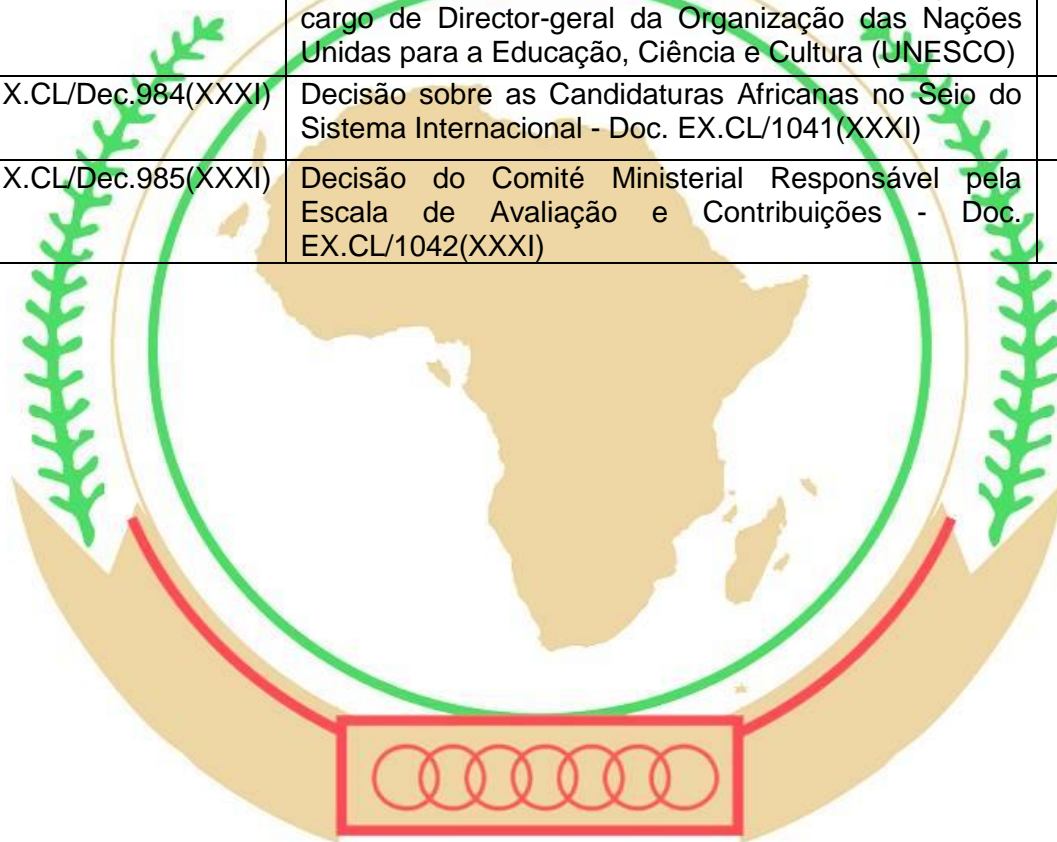 cargo de Director-geral da Organização das Nações
Unidas para a Educação, Ciência e Cultura (UNESCO)
X.CL/Dec.984(XXXI) Decisão sobre as Candidaturas Africanas no Seio do
Sistema Internacional - Doc. EX.CL/1041(XXXI)
X.CL/Dec.985(XXXI) Decisão do Comité Ministerial Responsável pela
Escala de Avaliação e Contribuições - Doc.
EX.CL/1042(XXXI)